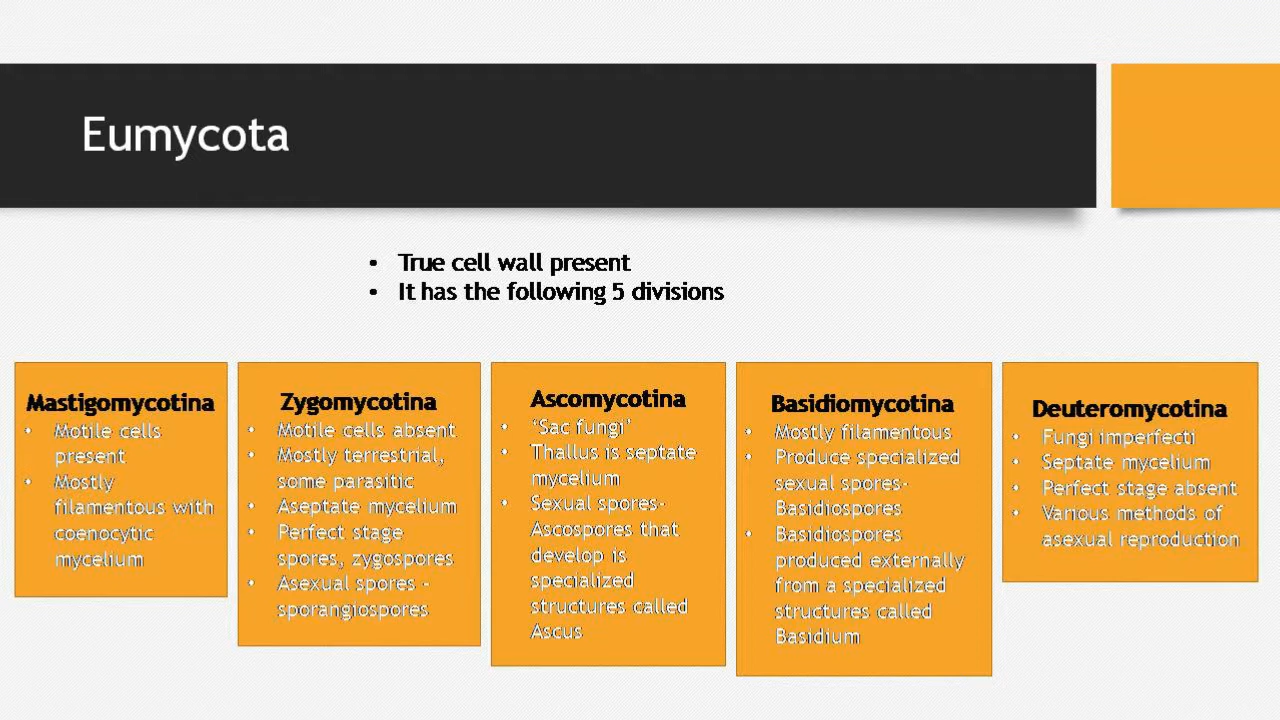 Eumycota
• True cell wall present
• It has the following 5 divisions
Mastigomycotina
• Motile cells
present
• Mostly
filamentous with
coenocytic
mycelium
Zygomycotina
• Motile cells absent
• Mostly terrestrial,
some parasitic
• Aseptate mycelium
• Perfect stage
spores, zygospores
• Asexual spores -
sporangiospores
Ascomycotina
• ‘Sac fungi’
• Thallus is septate
mycelium
• Sexual spores-
Ascospores that
develop is
specialized
structures called
Ascus
Basidiomycotina
• Mostly filamentous
• Produce specialized
sexual spores-
Basidiospores
• Basidiospores
produced externally
from a specialized
structures called
Basidium
Deuteromycotina
• Fungi imperfecti
• Septate mycelium
• Perfect stage absent
• Various methods of
asexual reproduction